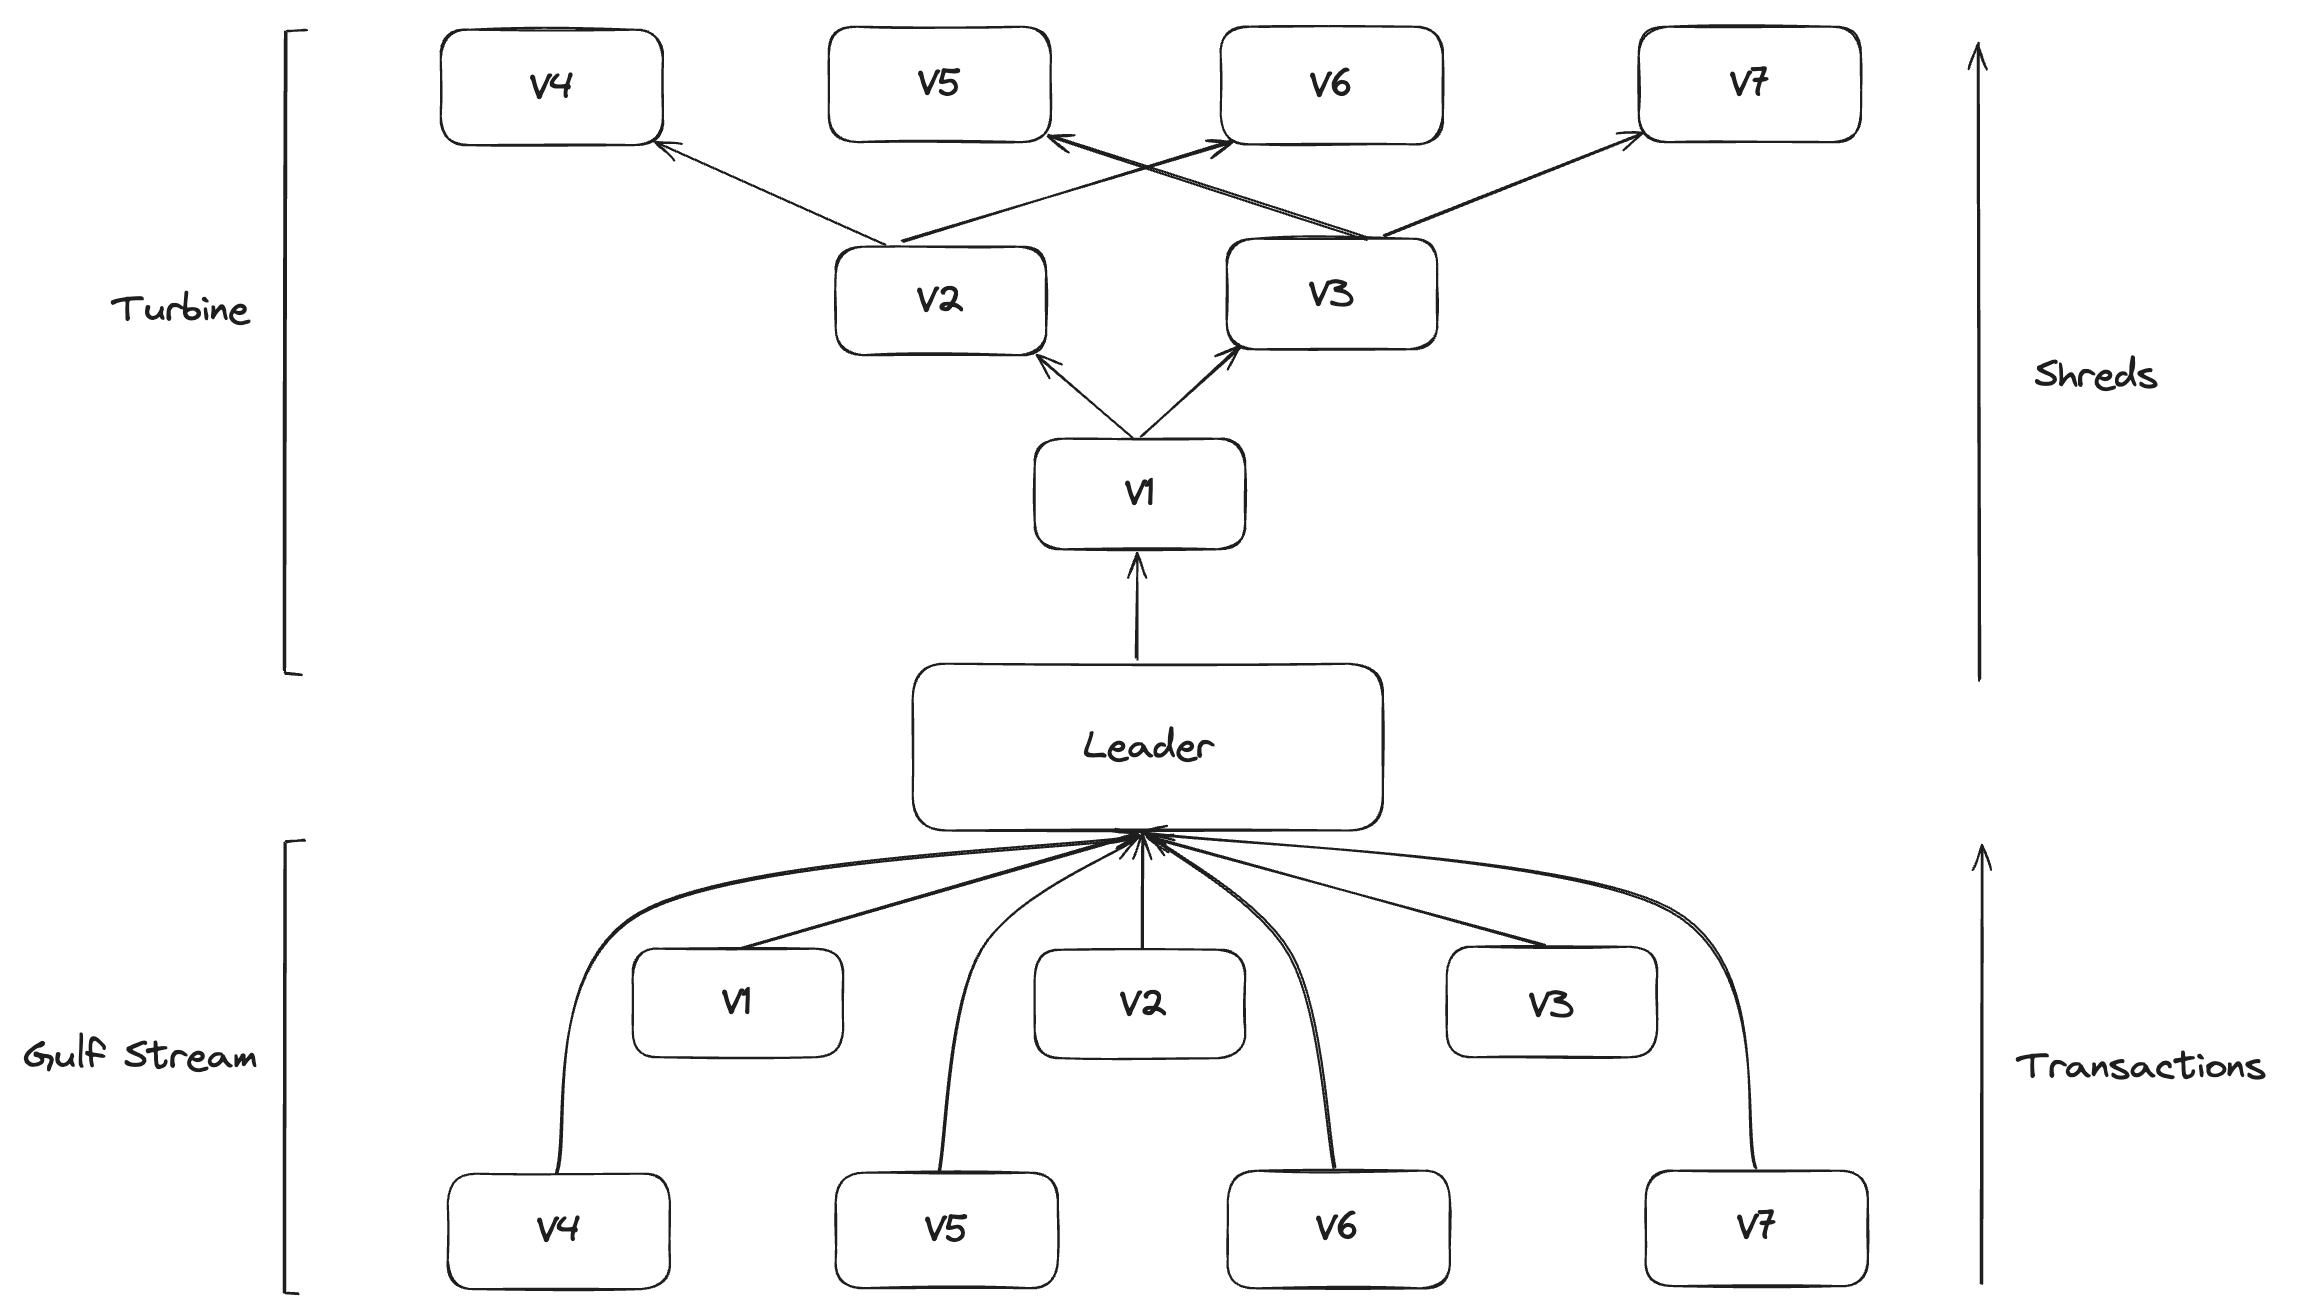 V4
V5
V6
V7
Turbine
V2
V3
Shreds
V1
Leader
V1
V2
V3
Gulf Stream
Transactions
V4
V5
V6
V7